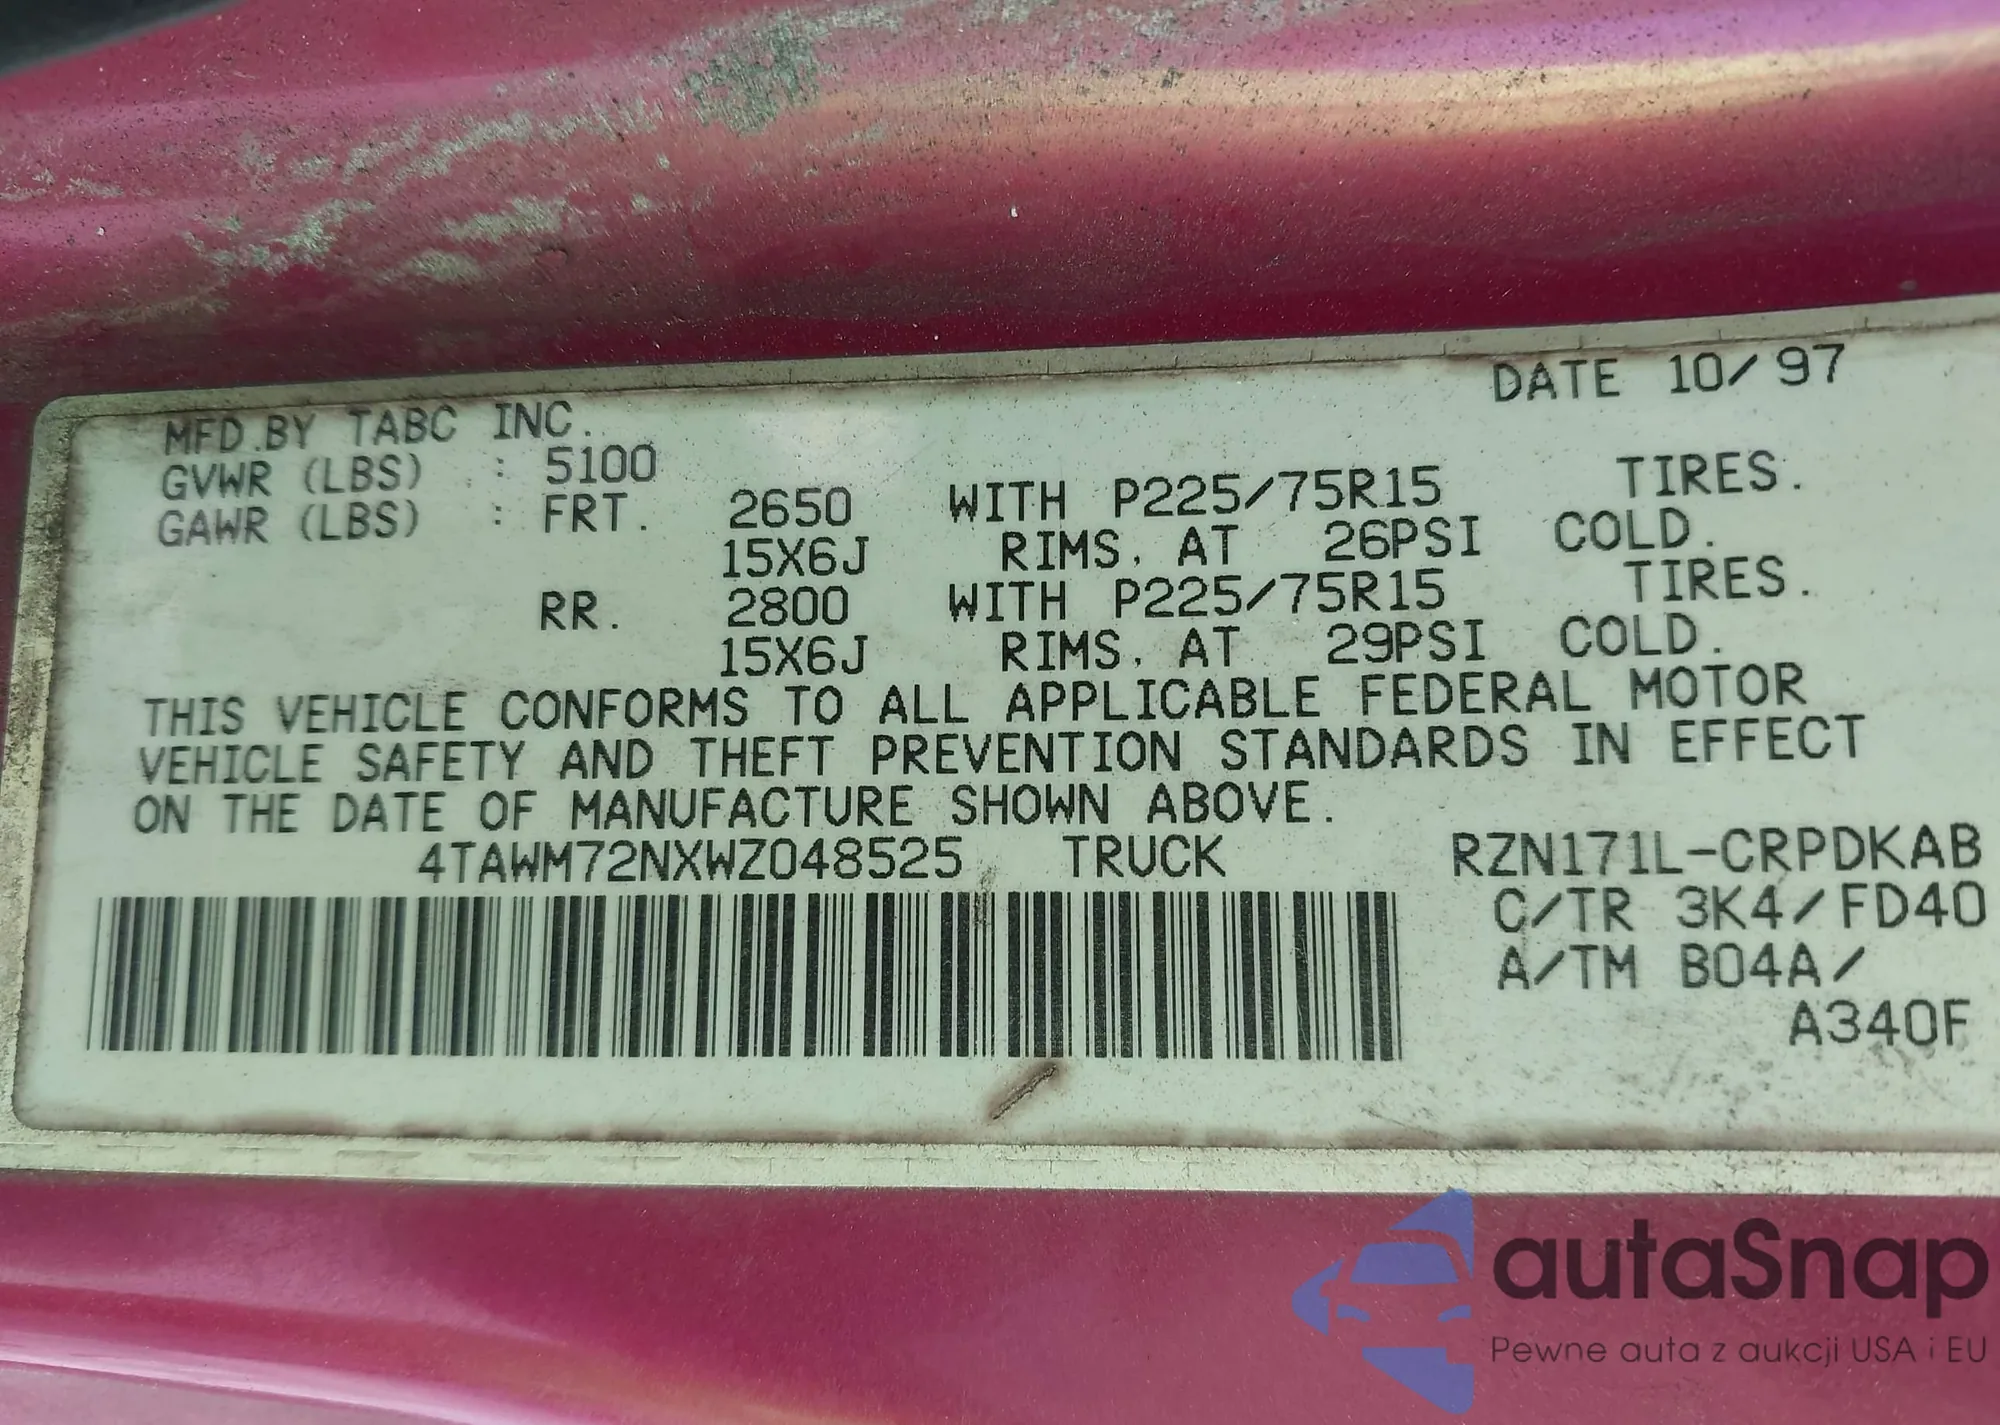 DATE 10/97
MFD.BY TABC INC.
GVWR (LBS) : 5100
GAWR (LBS) : FRT. 2650 WITH P225/75R15 TIRES.
15X6J RIMS, AT 26PSI COLD.
RR. 2800 WITH P225/75R15 TIRES.
15X6J RIMS, AT 29PSI COLD.
THIS VEHICLE CONFORMS TO ALL APPLICABLE FEDERAL MOTOR
VEHICLE SAFETY AND THEFT PREVENTION STANDARDS IN EFFECT
ON THE DATE OF MANUFACTURE SHOWN ABOVE.
4TAWM72NXWZ048525 TRUCK RZN171L-CRPDKAB
C/TR 3K4/FD40
A/TM B04A/
A340F
autaSnap
Pewne auta z aukcji USA i EU